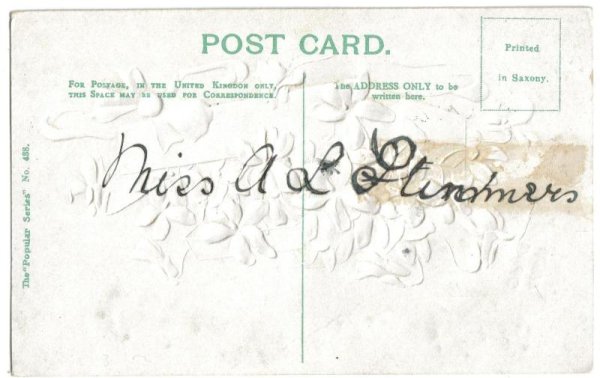 POST CARD.
Printed
in Saxony.
FOR POSTAGE, IN THE UNITED KINGDOM ONLY,
THIS SPACE MAY BE USED FOR CORRESPONDENCE.
The ADDRESS ONLY to be
written here.
Miss A L
The "Popular Series" No. 488.